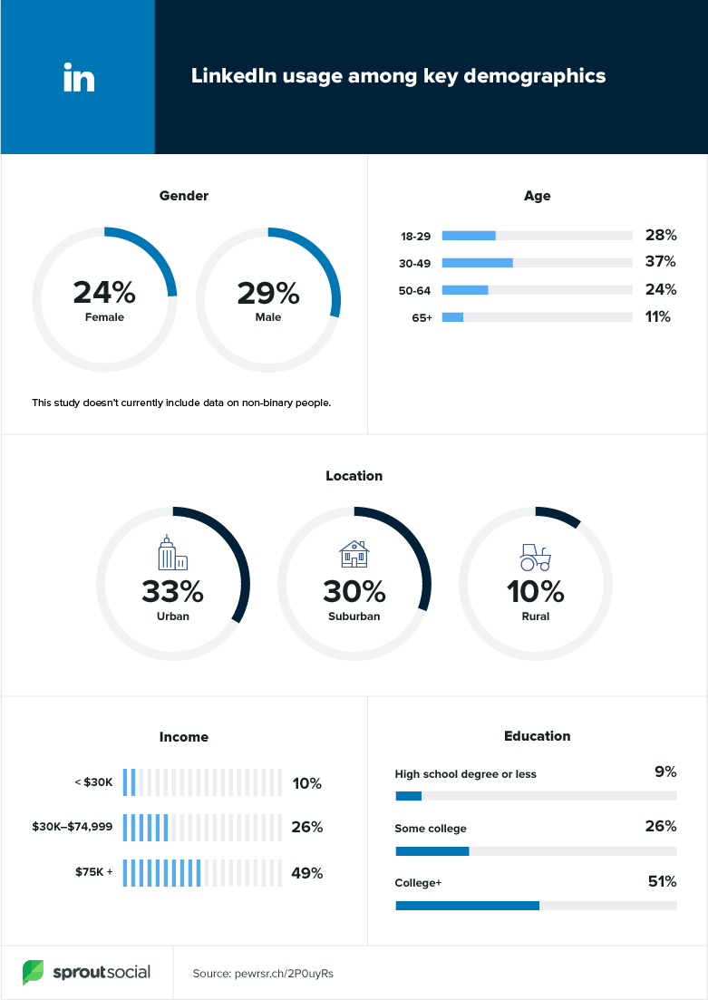 in
LinkedIn usage among key demographics
Gender
24%
Female
29%
Male
This study doesn't currently include data on non-binary people.
Age
18-29 28%
30-49 37%
50-64 24%
65+ 11%
Location
33%
Urban
30%
Suburban
10%
Rural
Income
< $30K 10%
$30K–$74,999 26%
$75K + 49%
Education
High school degree or less 9%
Some college 26%
College+ 51%
sproutsocial
Source: pewrsr.ch/2P0uyRs